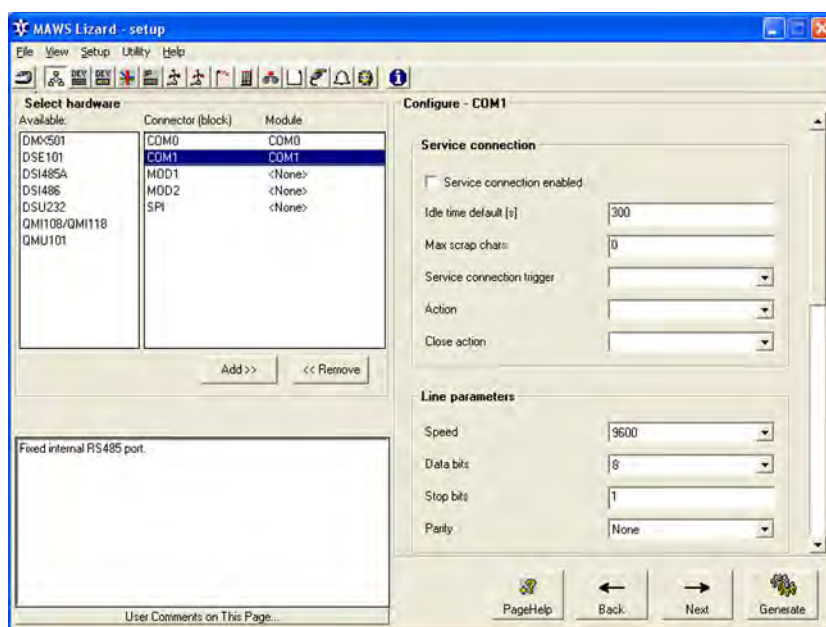 MAWS Lizard - setup
File View Setup Utility Help
DEV DEV
Select hardware
Available: Connector (block) Module
DMX501 COM0 COM0
DSE101 COM1 COM1
DSI485A MOD1 <None>
DSI486 MOD2 <None>
DSU232 SPI <None>
QMI108/QMI118
QMU101
Add >> << Remove
Fixed internal RS485 port.
User Comments on This Page...
Configure - COM1
Service connection
Service connection enabled
Idle time default [s] 300
Max scrap chars 0
Service connection trigger
Action
Close action
Line parameters
Speed 9600
Data bits 8
Stop bits 1
Parity None
PageHelp Back Next Generate